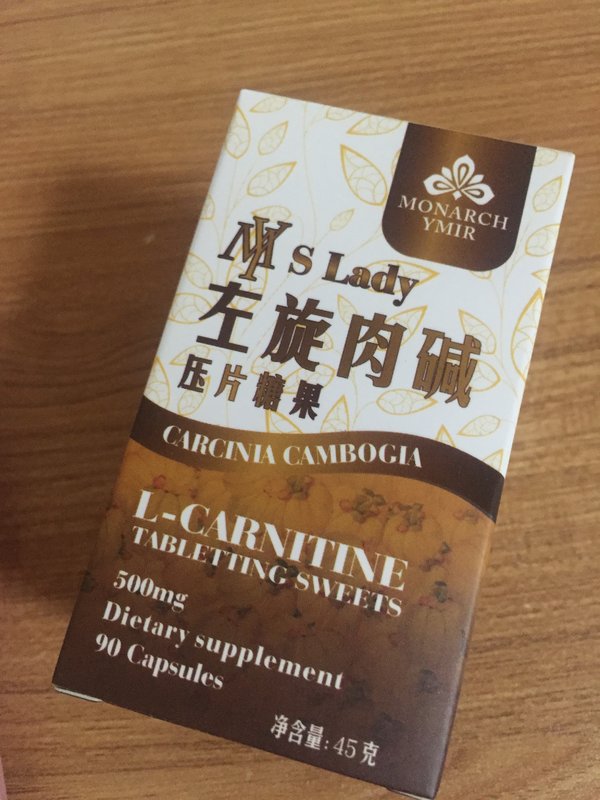 MONARCH
YMIR
MY S Lady
左旋肉碱
压片糖果
CARCINIA CAMBOGIA
L-CARNITINE
TABLETTING SWEETS
500mg
Dietary supplement
90 Capsules
净含量:45克